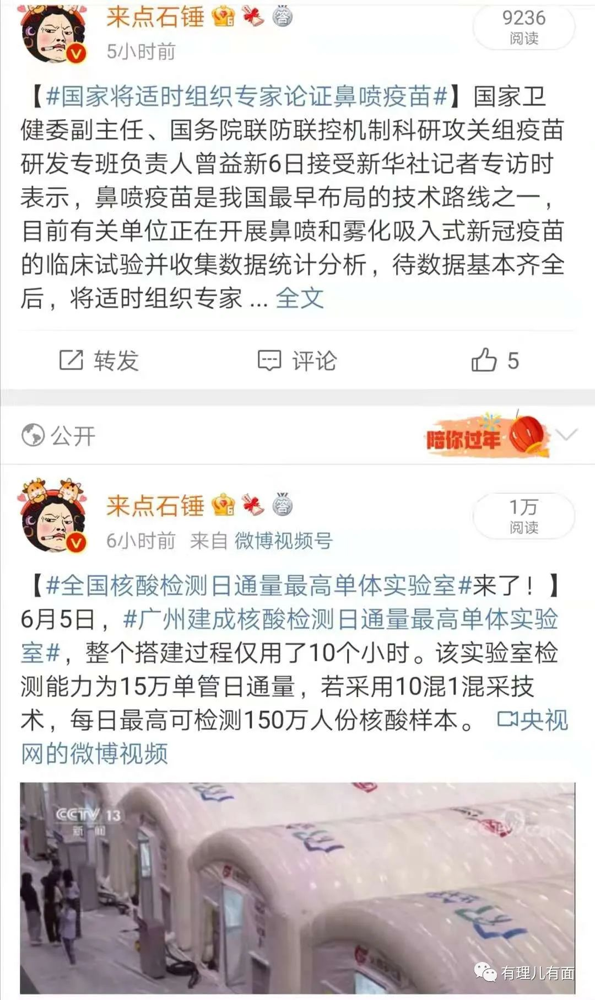 来点石锤
6
答
9236
阅读
5小时前
【#国家将适时组织专家论证鼻喷疫苗#】国家卫
健委副主任、国务院联防联控机制科研攻关组疫苗
研发专班负责人曾益新6日接受新华社记者专访时
表示，鼻喷疫苗是我国最早布局的技术路线之一，
目前有关单位正在开展鼻喷和雾化吸入式新冠疫苗
的临床试验并收集数据统计分析，待数据基本齐全
后，将适时组织专家 ... 全文
转发
评论
5
公开
陪你过年
来点石锤
6
答
1万
阅读
6小时前 来自 微博视频号
【#全国核酸检测日通量最高单体实验室#来了！】
6月5日，#广州建成核酸检测日通量最高单体实验
室#，整个搭建过程仅用了10个小时。该实验室检
测能力为15万单管日通量，若采用10混1混采技
术，每日最高可检测150万人份核酸样本。 央视
网的微博视频
CCTV 13
新闻
有理儿有面